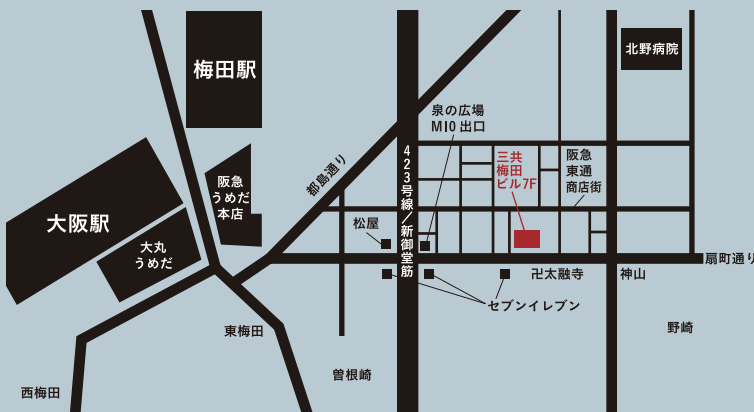 梅田駅
北野病院
泉の広場
M10出口
都島通り
423号線/新御堂筋
三共
梅田
ビル7F
阪急
東通
商店街
阪急
うめだ
本店
大阪駅
大丸
うめだ
松屋
扇町通り
卍太融寺
神山
セブンイレブン
東梅田
野崎
曽根崎
西梅田